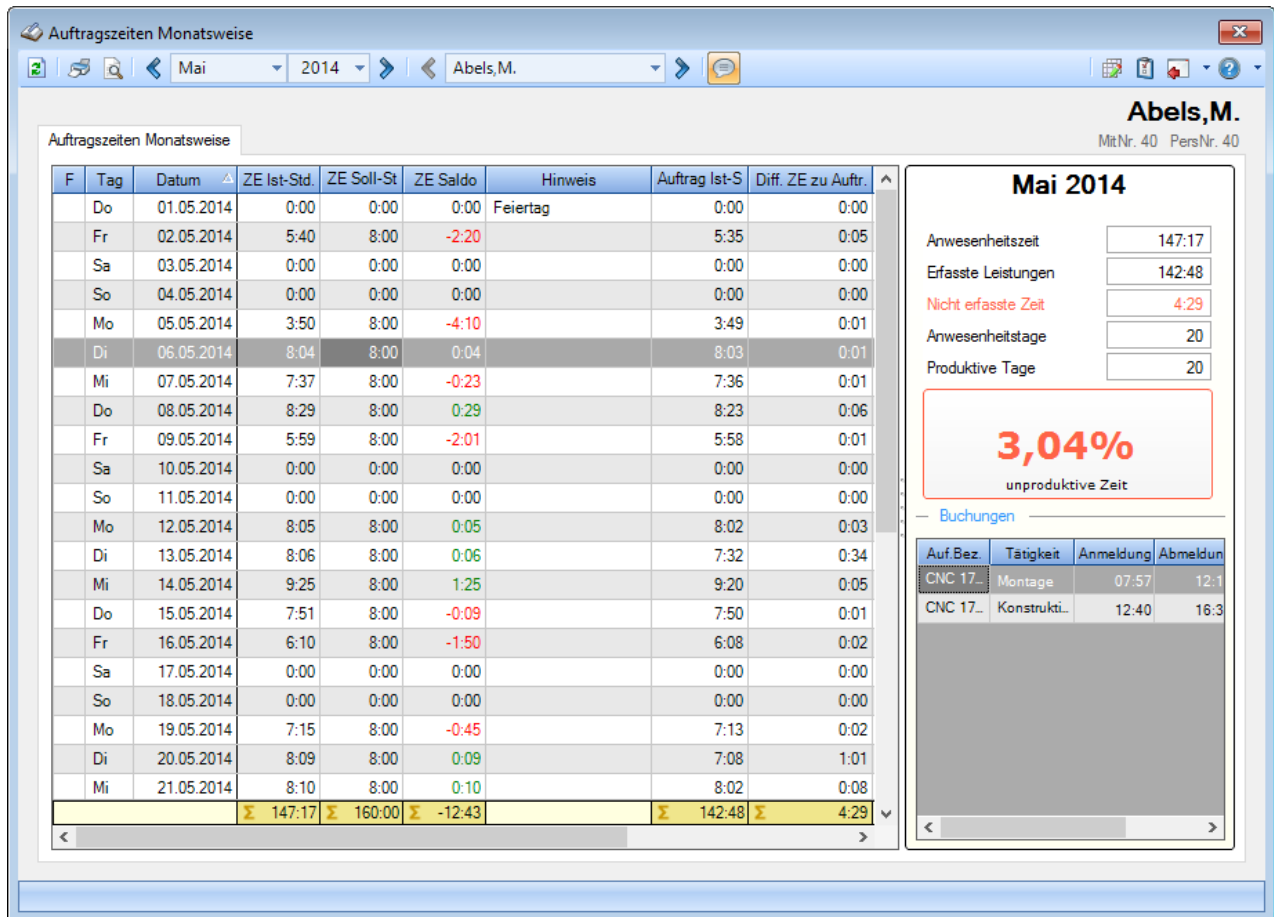 Auftragszeiten Monatsweise
Mai 2014 Abels,M.
Abels,M.
MitNr. 40 PersNr. 40
Auftragszeiten Monatsweise
F Tag Datum ZE Ist-Std. ZE Soll-St ZE Saldo Hinweis Auftrag Ist-S Diff. ZE zu Auftr.
Do 01.05.2014 0:00 0:00 0:00 Feiertag 0:00 0:00
Fr 02.05.2014 5:40 8:00 -2:20 5:35 0:05
Sa 03.05.2014 0:00 0:00 0:00 0:00 0:00
So 04.05.2014 0:00 0:00 0:00 0:00 0:00
Mo 05.05.2014 3:50 8:00 -4:10 3:49 0:01
Di 06.05.2014 8:04 8:00 0:04 8:03 0:01
Mi 07.05.2014 7:37 8:00 -0:23 7:36 0:01
Do 08.05.2014 8:29 8:00 0:29 8:23 0:06
Fr 09.05.2014 5:59 8:00 -2:01 5:58 0:01
Sa 10.05.2014 0:00 0:00 0:00 0:00 0:00
So 11.05.2014 0:00 0:00 0:00 0:00 0:00
Mo 12.05.2014 8:05 8:00 0:05 8:02 0:03
Di 13.05.2014 8:06 8:00 0:06 7:32 0:34
Mi 14.05.2014 9:25 8:00 1:25 9:20 0:05
Do 15.05.2014 7:51 8:00 -0:09 7:50 0:01
Fr 16.05.2014 6:10 8:00 -1:50 6:08 0:02
Sa 17.05.2014 0:00 0:00 0:00 0:00 0:00
So 18.05.2014 0:00 0:00 0:00 0:00 0:00
Mo 19.05.2014 7:15 8:00 -0:45 7:13 0:02
Di 20.05.2014 8:09 8:00 0:09 7:08 1:01
Mi 21.05.2014 8:10 8:00 0:10 8:02 0:08
Σ 147:17 Σ 160:00 Σ -12:43 Σ 142:48 Σ 4:29
Mai 2014
Anwesenheitszeit 147:17
Erfasste Leistungen 142:48
Nicht erfasste Zeit 4:29
Anwesenheitstage 20
Produktive Tage 20
3,04%
unproduktive Zeit
Buchungen
Auf.Bez. Tätigkeit Anmeldung Abmeldun
CNC 17... Montage 07:57 12:1
CNC 17... Konstrukti... 12:40 16:3